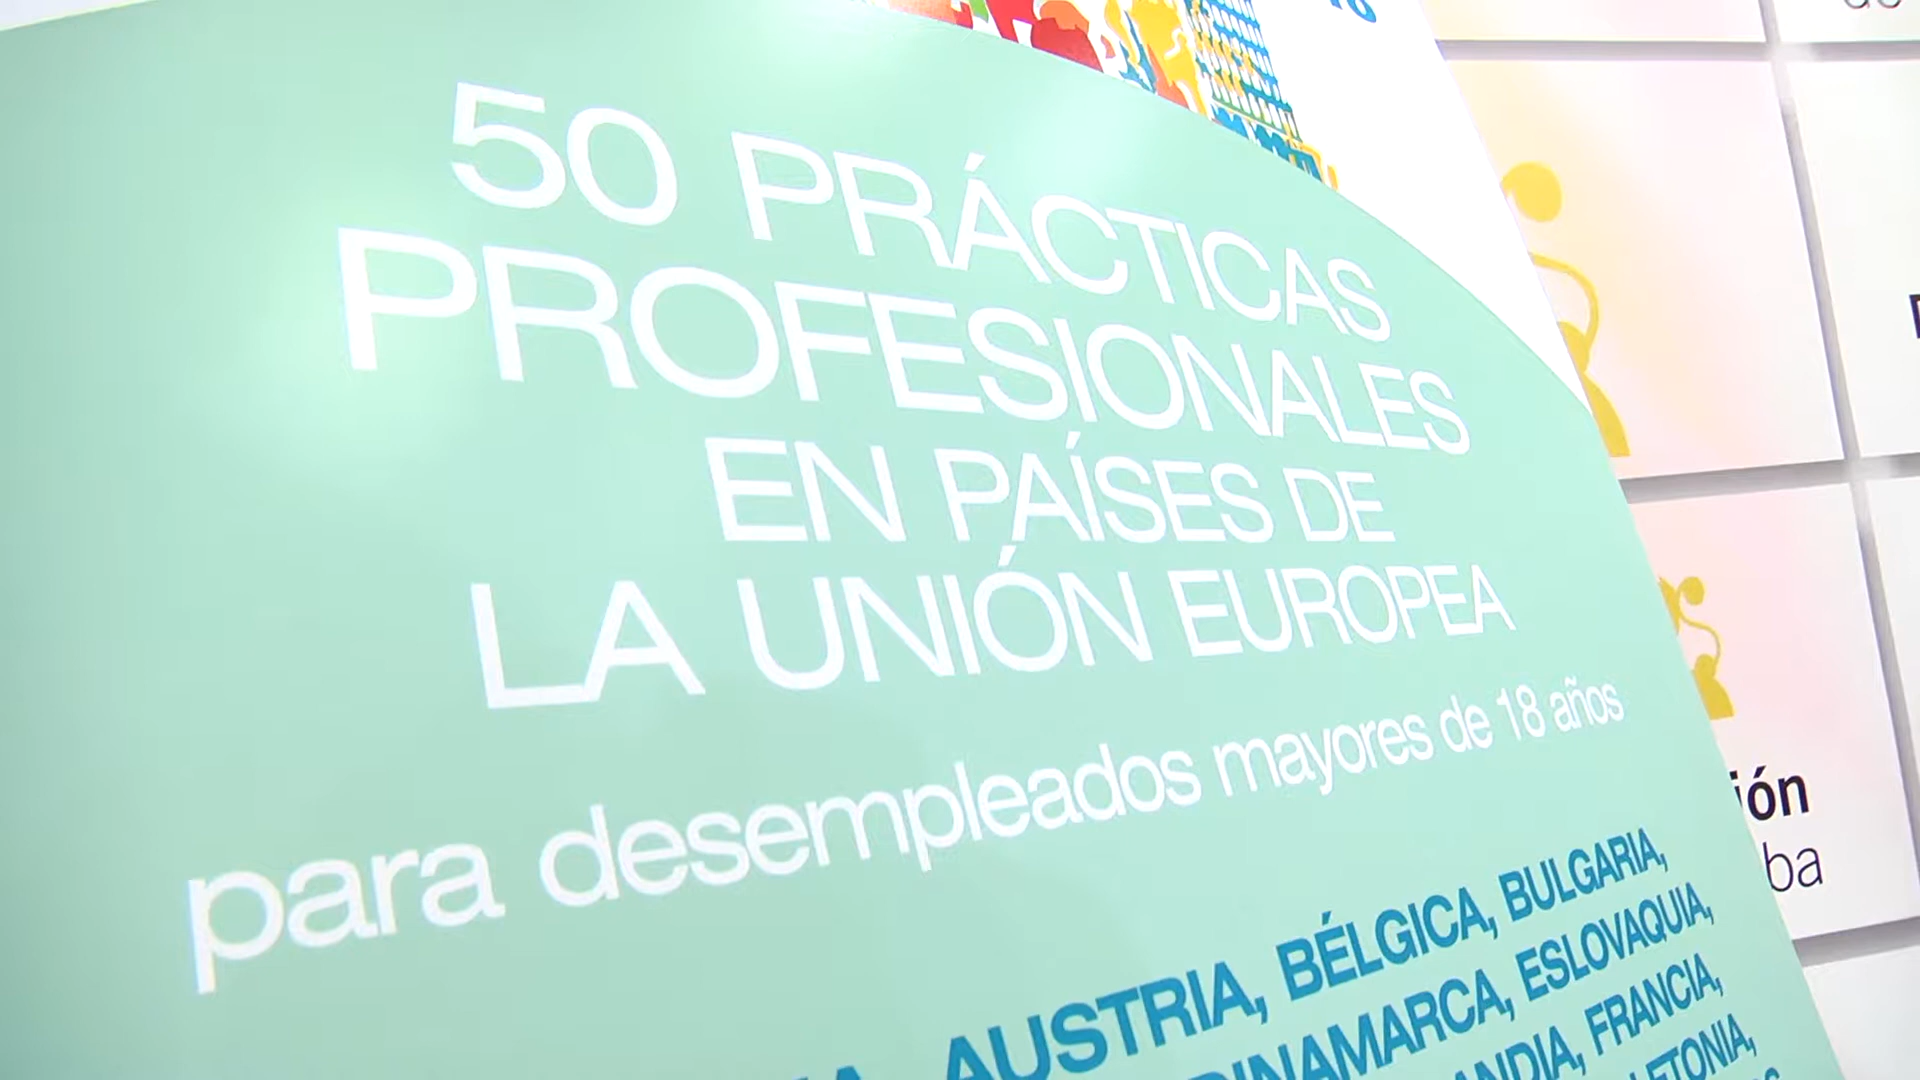 50 PRÁCTICAS
PROFESIONALES
EN PAÍSES DE
LA UNIÓN EUROPEA
para desempleados mayores de 18 años
AUSTRIA, BÉLGICA, BULGARIA,
DINAMARCA, ESLOVAQUIA,
FRANCIA,
LETONIA,
ión
ba